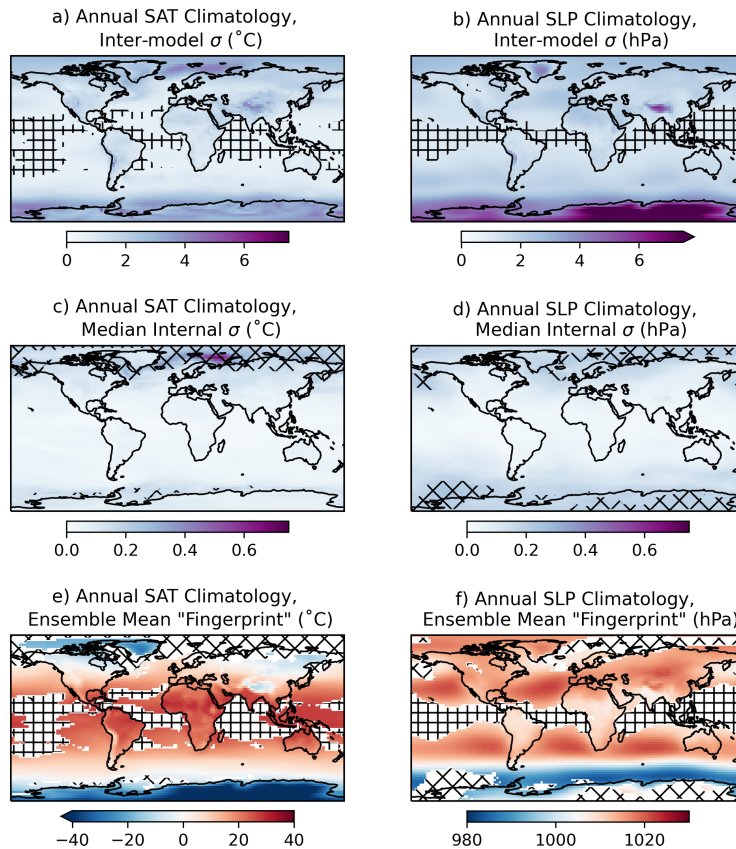 a) Annual SAT Climatology,
Inter-model σ (˚C)
b) Annual SLP Climatology,
Inter-model σ (hPa)
0 2 4 6
0 2 4 6
c) Annual SAT Climatology,
Median Internal σ (˚C)
d) Annual SLP Climatology,
Median Internal σ (hPa)
0.0 0.2 0.4 0.6
0.0 0.2 0.4 0.6
e) Annual SAT Climatology,
Ensemble Mean "Fingerprint" (˚C)
f) Annual SLP Climatology,
Ensemble Mean "Fingerprint" (hPa)
−40 −20 0 20 40
980 1000 1020